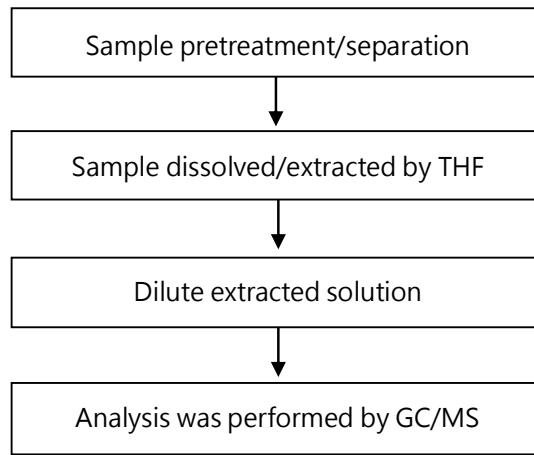 Sample pretreatment/separation
Sample dissolved/extracted by THF
Dilute extracted solution
Analysis was performed by GC/MS